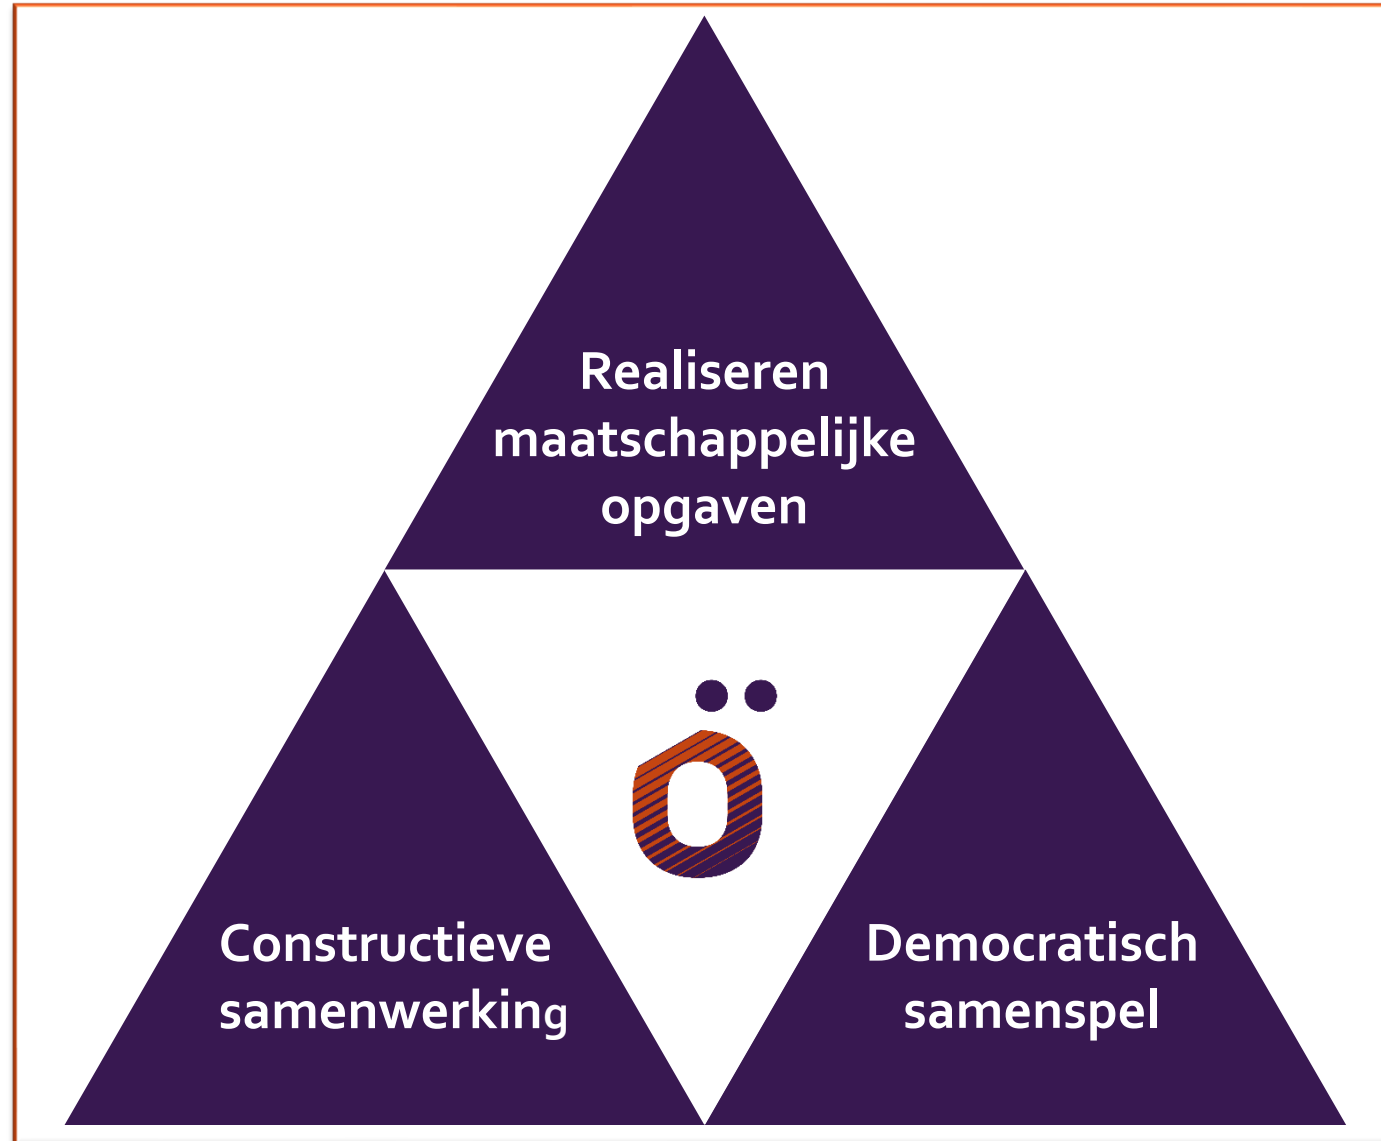 Realiseren
maatschappelijke
opgaven
ö
Constructieve
samenwerking
Democratisch
samenspel